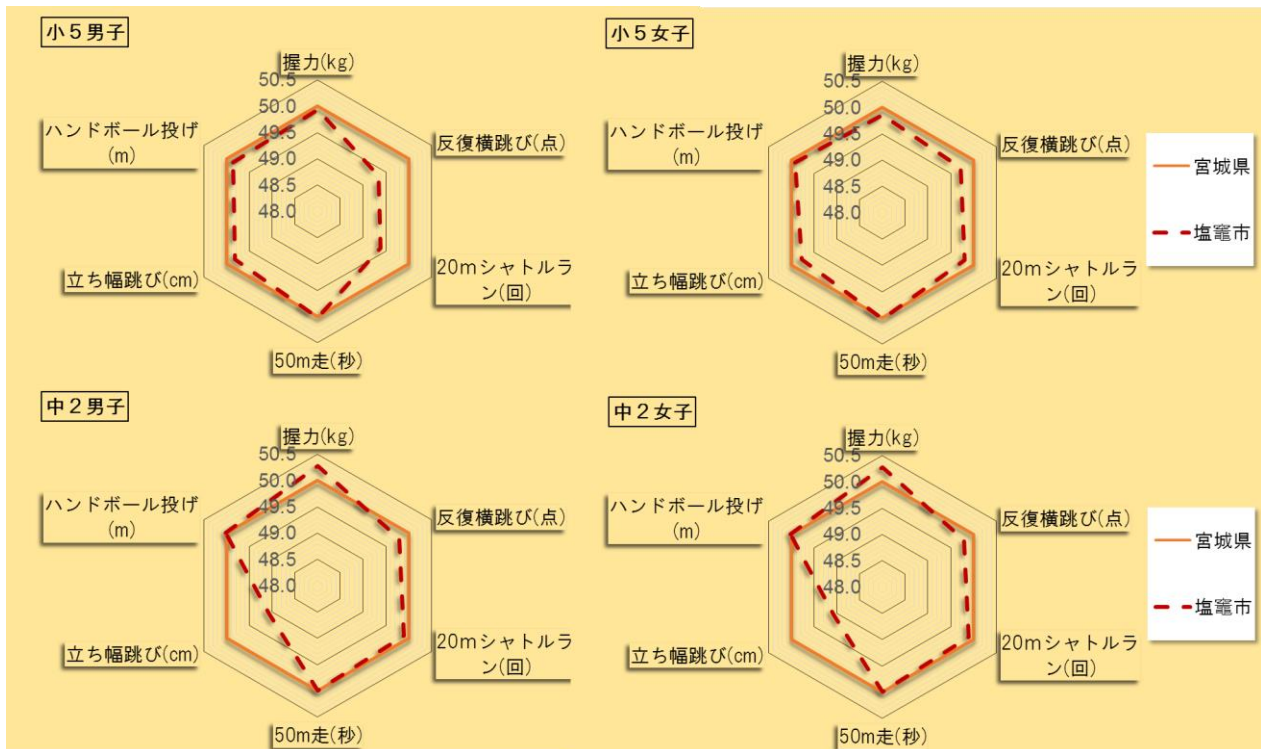 小５男子
握力(kg)
50.5
50.0
49.5
49.0
48.5
48.0
反復横跳び(点)
20mシャトルラ
ン(回)
50m走(秒)
立ち幅跳び(cm)
ハンドボール投げ
(m)
小５女子
握力(kg)
50.5
50.0
49.5
49.0
48.5
48.0
反復横跳び(点)
20mシャトルラ
ン(回)
50m走(秒)
立ち幅跳び(cm)
ハンドボール投げ
(m)
宮城県
塩竈市
中２男子
握力(kg)
50.5
50.0
49.5
49.0
48.5
48.0
反復横跳び(点)
20mシャトルラ
ン(回)
50m走(秒)
立ち幅跳び(cm)
ハンドボール投げ
(m)
中２女子
握力(kg)
50.5
50.0
49.5
49.0
48.5
48.0
反復横跳び(点)
20mシャトルラ
ン(回)
50m走(秒)
立ち幅跳び(cm)
ハンドボール投げ
(m)
宮城県
塩竈市